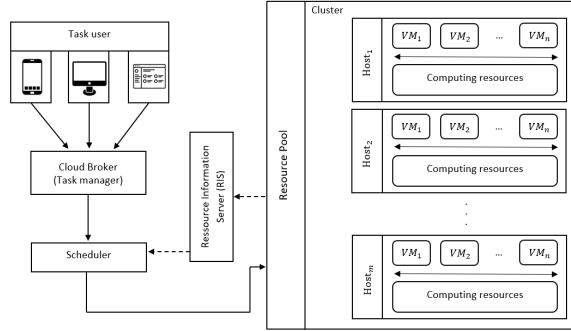 Task user
Cloud Broker
(Task manager)
Scheduler
Ressource Information
Server (RIS)
Resource Pool
Cluster
Host₁
VM₁ VM₂ ... VMₙ
Computing resources
Host₂
VM₁ VM₂ ... VMₙ
Computing resources
.
.
.
Hostₘ
VM₁ VM₂ ... VMₙ
Computing resources